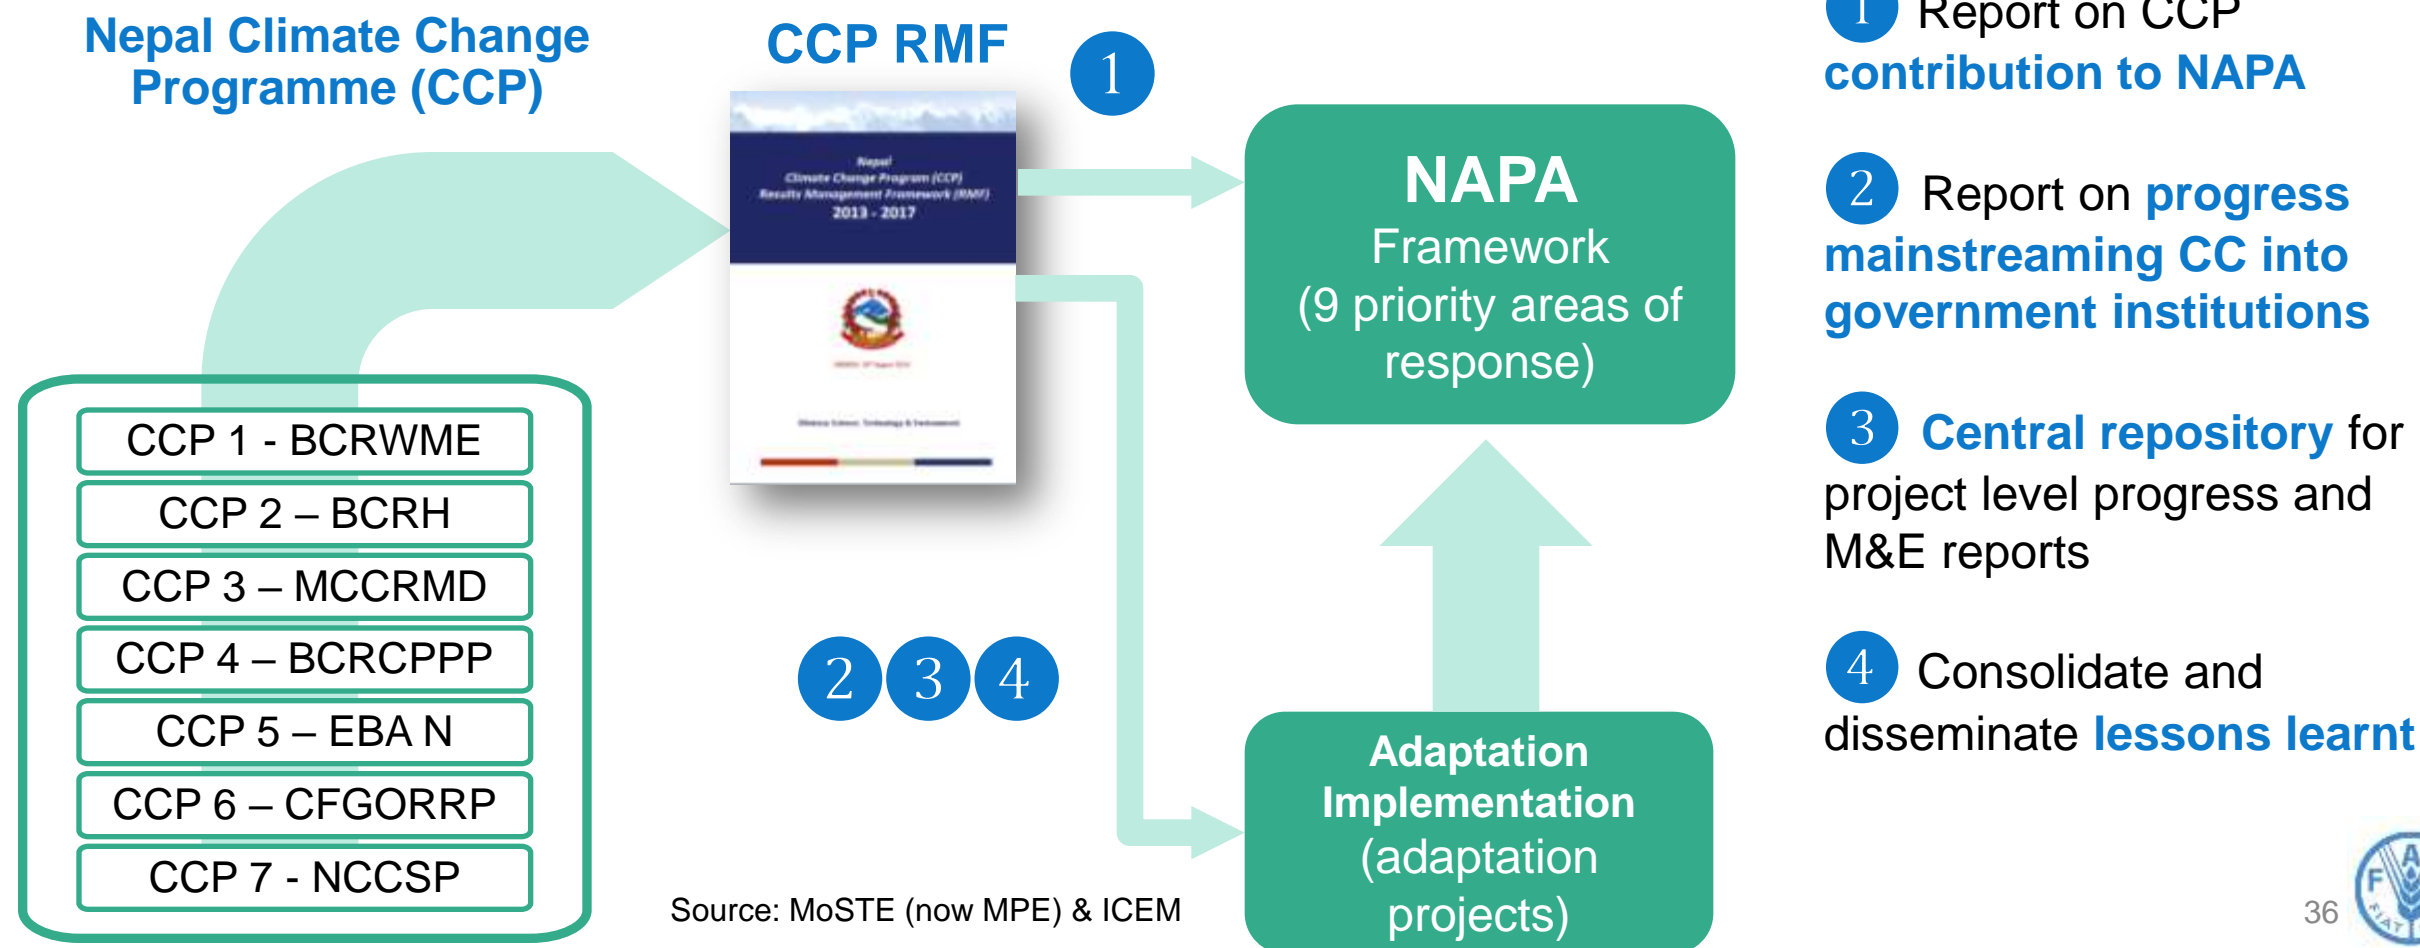 Nepal Climate Change
Programme (CCP)
CCP 1 - BCRWME
CCP 2 – BCRH
CCP 3 – MCCRMD
CCP 4 – BCRCPPP
CCP 5 – EBA N
CCP 6 – CFGORRP
CCP 7 - NCCSP
CCP RMF
1
Nepal
Climate Change Program (CCP)
Results Management Framework (RMF)
2013 - 2017
2 3 4
Source: MoSTE (now MPE) & ICEM
NAPA
Framework
(9 priority areas of
response)
Adaptation
Implementation
(adaptation
projects)
1 Report on CCP
contribution to NAPA
2 Report on progress
mainstreaming CC into
government institutions
3 Central repository for
project level progress and
M&E reports
4 Consolidate and
disseminate lessons learnt
36
F A
FIAT